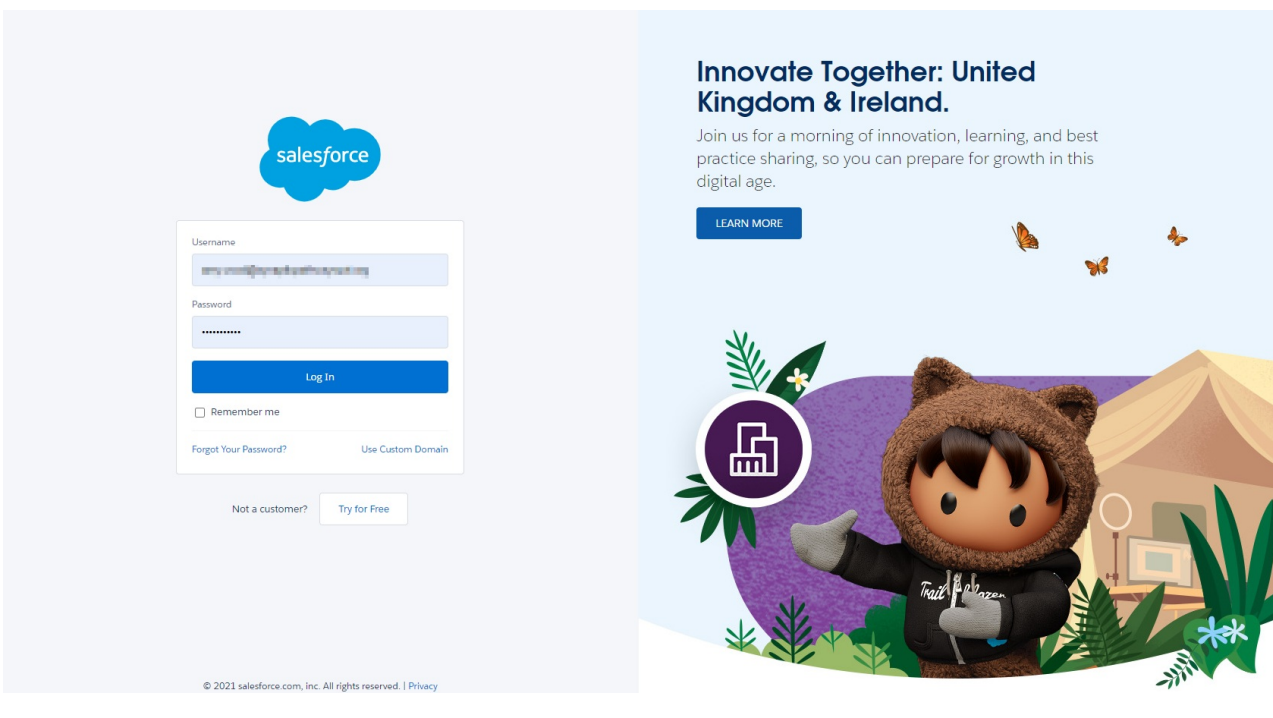 salesforce
Username
Password
Log In
Remember me
Forgot Your Password? Use Custom Domain
Not a customer? Try for Free
© 2021 salesforce.com, inc. All rights reserved. | Privacy
Innovate Together: United
Kingdom & Ireland.
Join us for a morning of innovation, learning, and best
practice sharing, so you can prepare for growth in this
digital age.
LEARN MORE
Trail